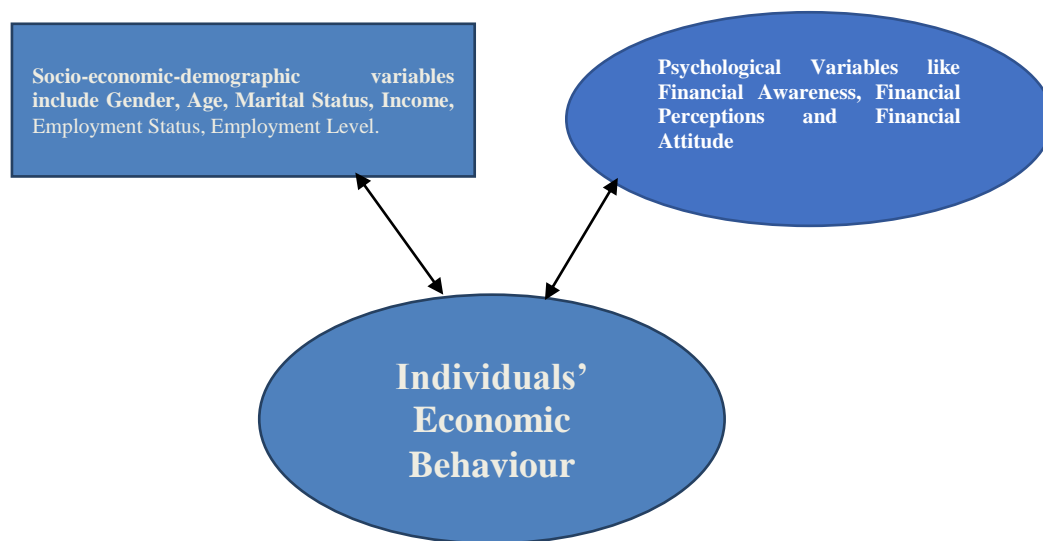 Socio-economic-demographic variables
include Gender, Age, Marital Status, Income,
Employment Status, Employment Level.
Psychological Variables like
Financial Awareness, Financial
Perceptions and Financial
Attitude
Individuals’
Economic
Behaviour